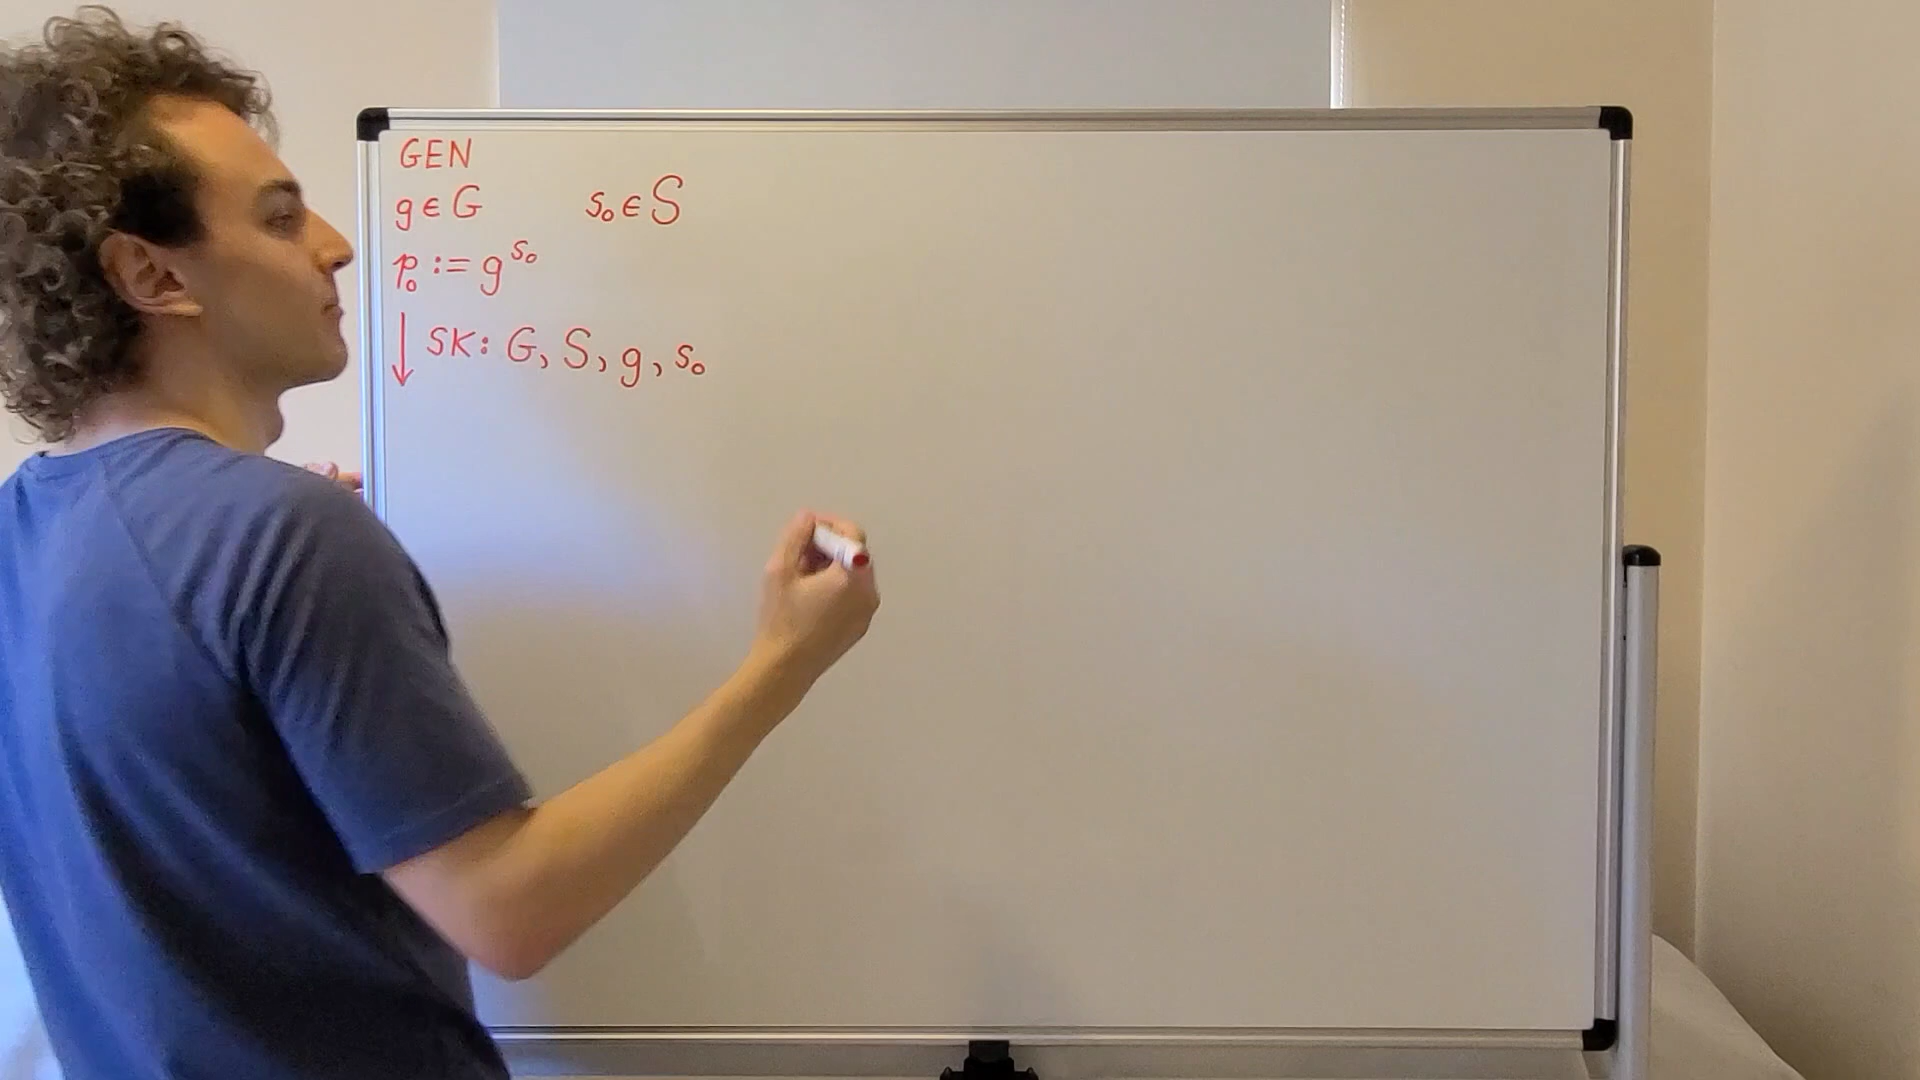 GEN
g ∈ G s₀ ∈ S
p₀ := g^s₀
↓ SK: G, S, g, s₀